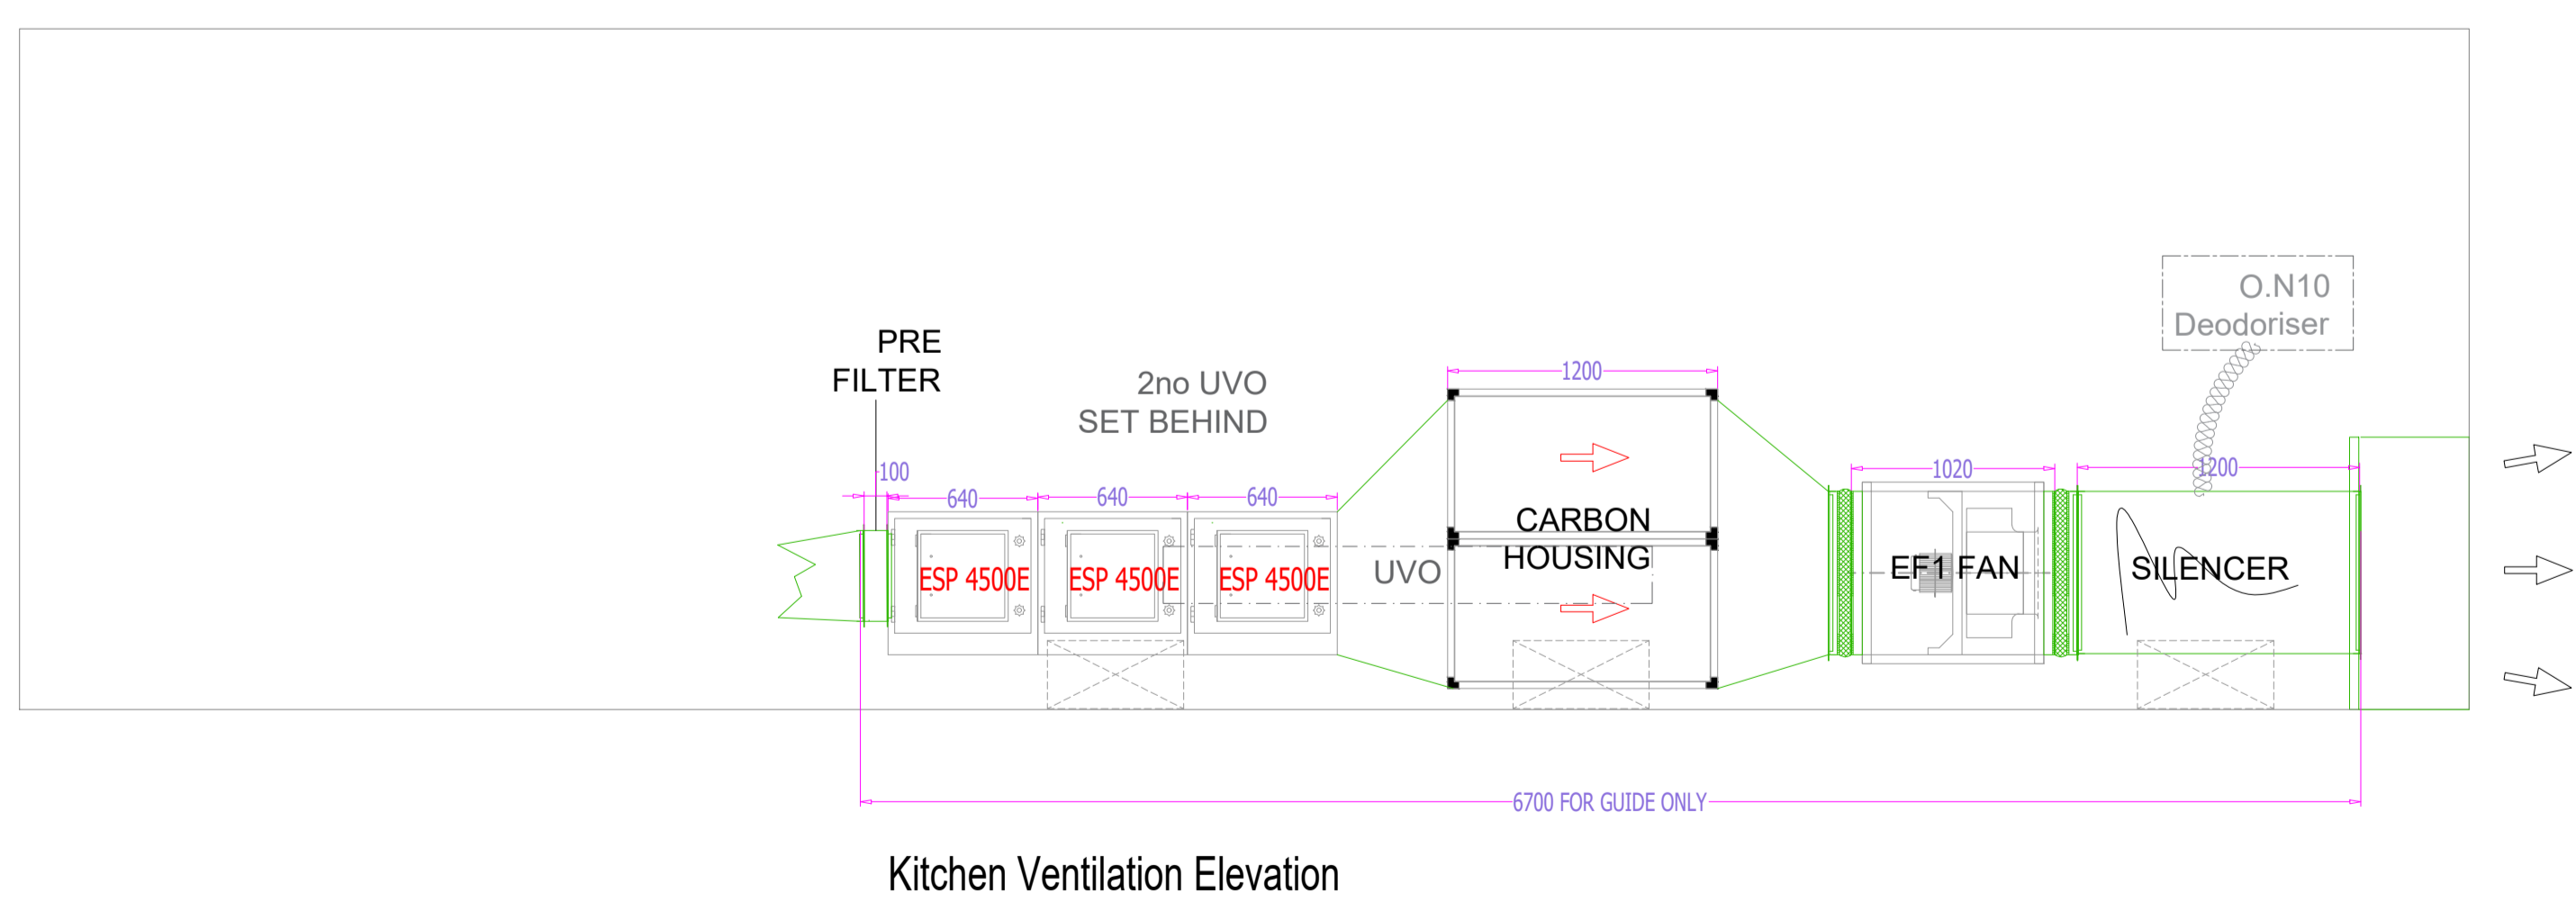 O.N10
Deodoriser
PRE
FILTER
2no UVO
SET BEHIND
1200
100
640
640
640
1020
1200
CARBON
HOUSING
UVO
ESP 4500E
ESP 4500E
ESP 4500E
EF1 FAN
SILENCER
6700 FOR GUIDE ONLY
Kitchen Ventilation Elevation